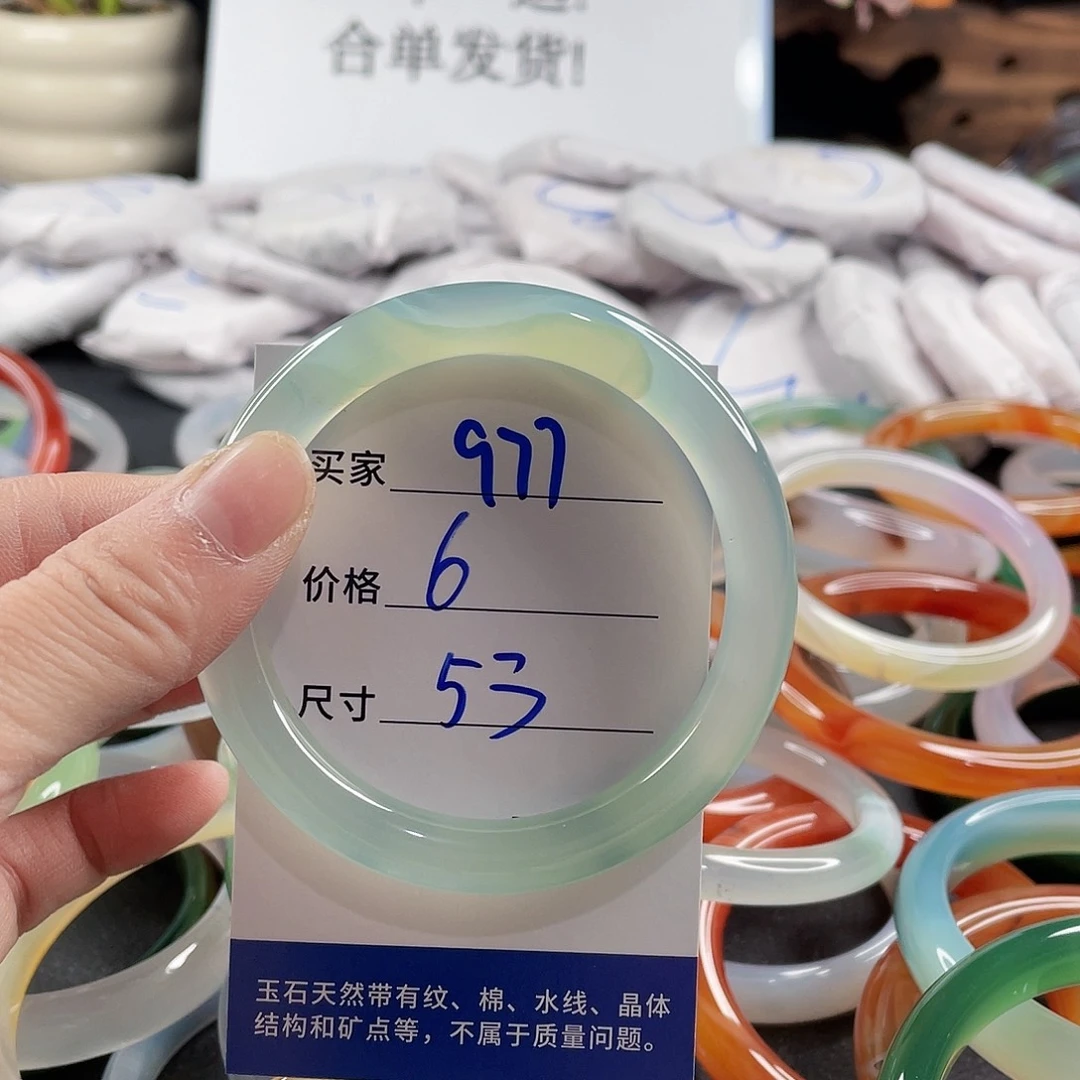 合单发货!
买家 977
价格 6
尺寸 53
玉石天然带有纹、棉、水线、晶体
结构和矿点等，不属于质量问题。